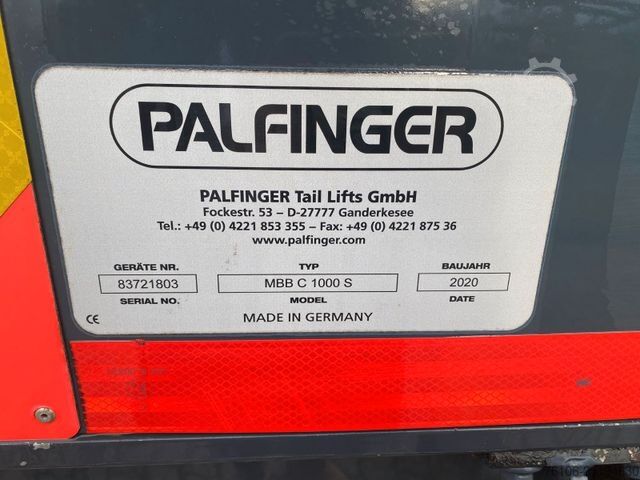 PALFINGER
PALFINGER Tail Lifts GmbH
Fockestr. 53 – D-27777 Ganderkesee
Tel.: +49 (0) 4221 853 355 – Fax: +49 (0) 4221 875 36
www.palfinger.com
GERÄTE NR. TYP BAUJAHR
83721803 MBB C 1000 S 2020
SERIAL NO. MODEL DATE
CE MADE IN GERMANY